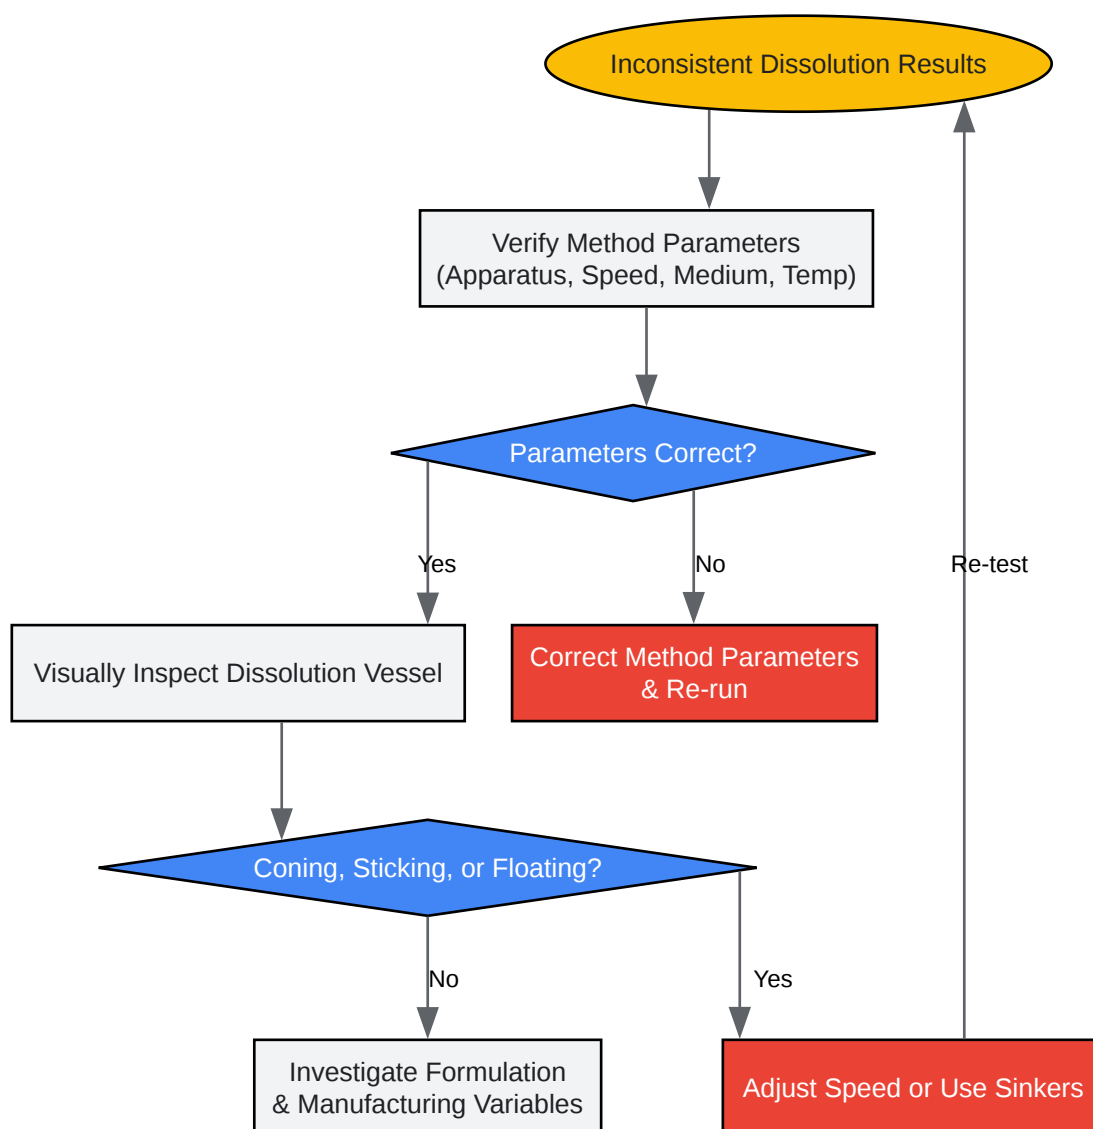 Inconsistent Dissolution Results
Verify Method Parameters
(Apparatus, Speed, Medium, Temp)
Parameters Correct?
Yes
No
Re-test
Visually Inspect Dissolution Vessel
Correct Method Parameters
& Re-run
Coning, Sticking, or Floating?
No
Yes
Investigate Formulation
& Manufacturing Variables
Adjust Speed or Use Sinkers